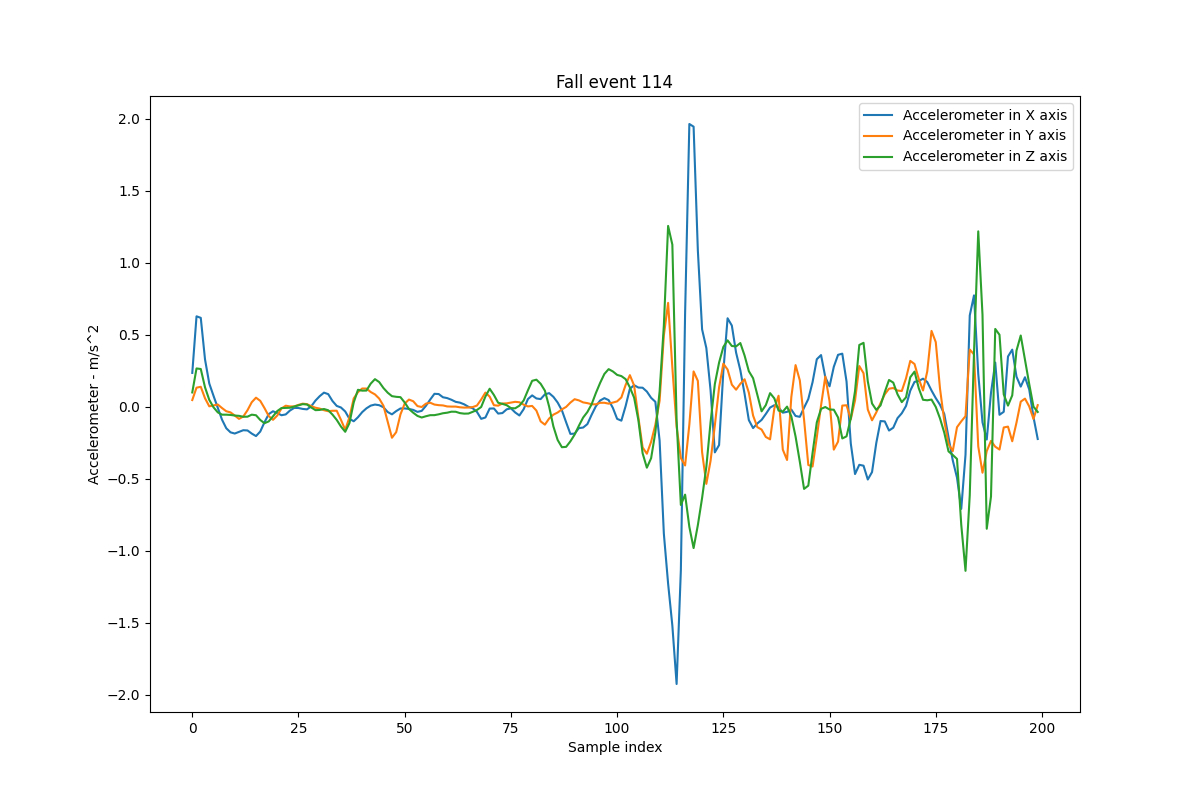 Fall event 114
Accelerometer in X axis
Accelerometer in Y axis
Accelerometer in Z axis
Accelerometer - m/s^2
2.0
1.5
1.0
0.5
0.0
−0.5
−1.0
−1.5
−2.0
0 25 50 75 100 125 150 175 200
Sample index